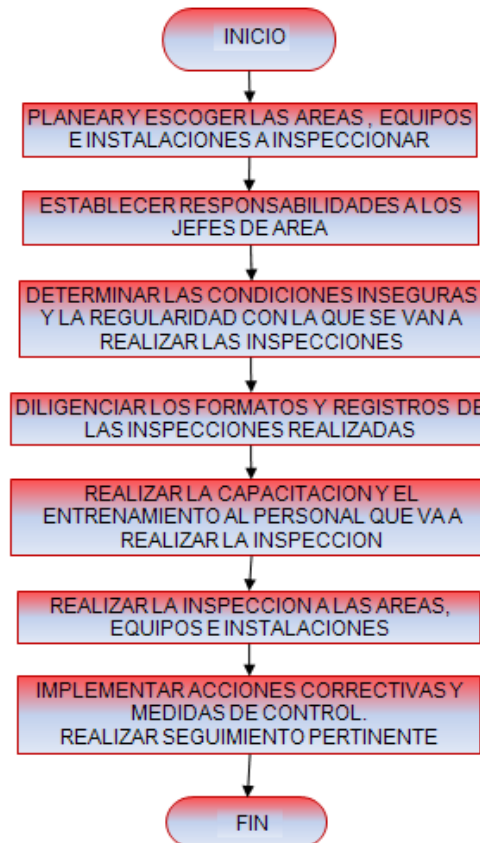 INICIO
PLANEAR Y ESCOGER LAS AREAS , EQUIPOS
E INSTALACIONES A INSPECCIONAR
ESTABLECER RESPONSABILIDADES A LOS
JEFES DE AREA
DETERMINAR LAS CONDICIONES INSEGURAS
Y LA REGULARIDAD CON LA QUE SE VAN A
REALIZAR LAS INSPECCIONES
DILIGENCIAR LOS FORMATOS Y REGISTROS DE
LAS INSPECCIONES REALIZADAS
REALIZAR LA CAPACITACION Y EL
ENTRENAMIENTO AL PERSONAL QUE VA A
REALIZAR LA INSPECCION
REALIZAR LA INSPECCION A LAS AREAS,
EQUIPOS E INSTALACIONES
IMPLEMENTAR ACCIONES CORRECTIVAS Y
MEDIDAS DE CONTROL.
REALIZAR SEGUIMIENTO PERTINENTE
FIN